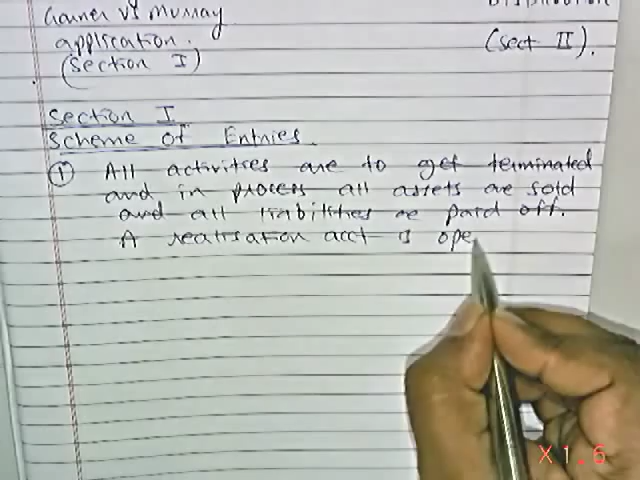 Garner vs Murray
application.
(Section I)
(Sect II).
Section I
Scheme of Entries.
① All activities are to get terminated
and in process all assets are sold
and all liabilities are paid off.
A realisation acct is ope
X1.6